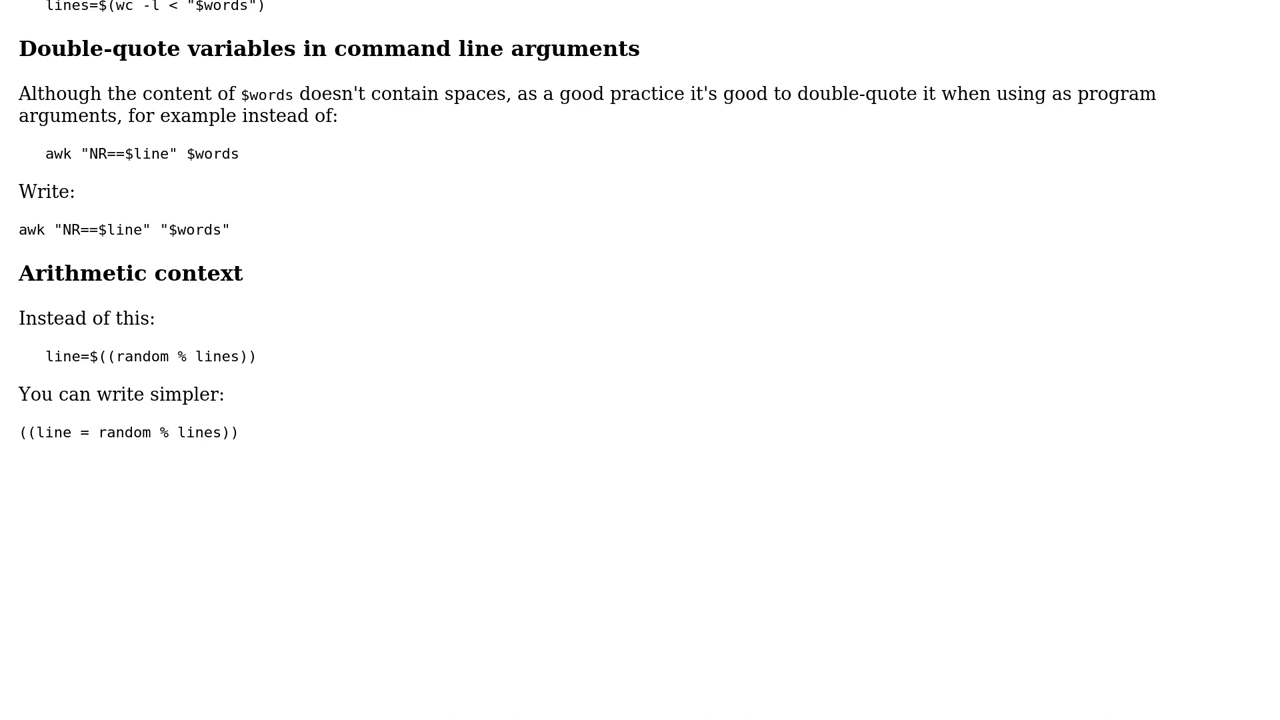 lines=$(wc -l < "$words")
Double-quote variables in command line arguments
Although the content of $words doesn't contain spaces, as a good practice it's good to double-quote it when using as program
arguments, for example instead of:
awk "NR==$line" $words
Write:
awk "NR==$line" "$words"
Arithmetic context
Instead of this:
line=$((random % lines))
You can write simpler:
((line = random % lines))